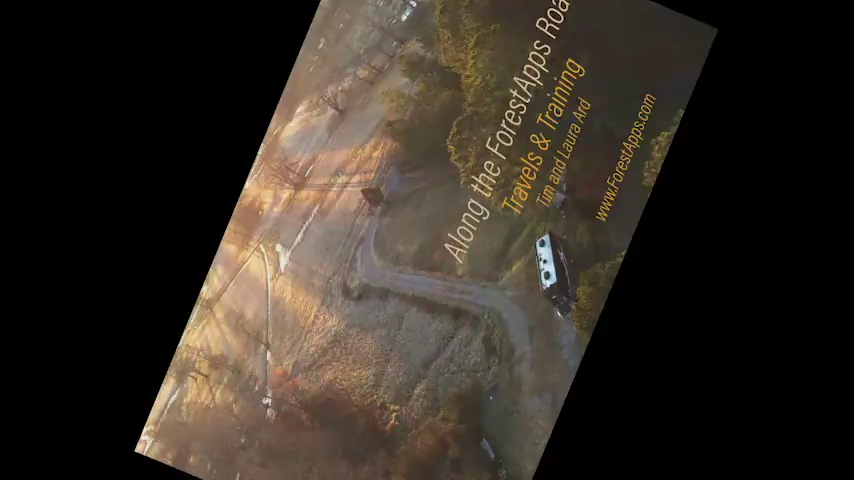 Along the ForestApps Roa
Travels & Training
Tim and Laura Ard
www.ForestApps.com